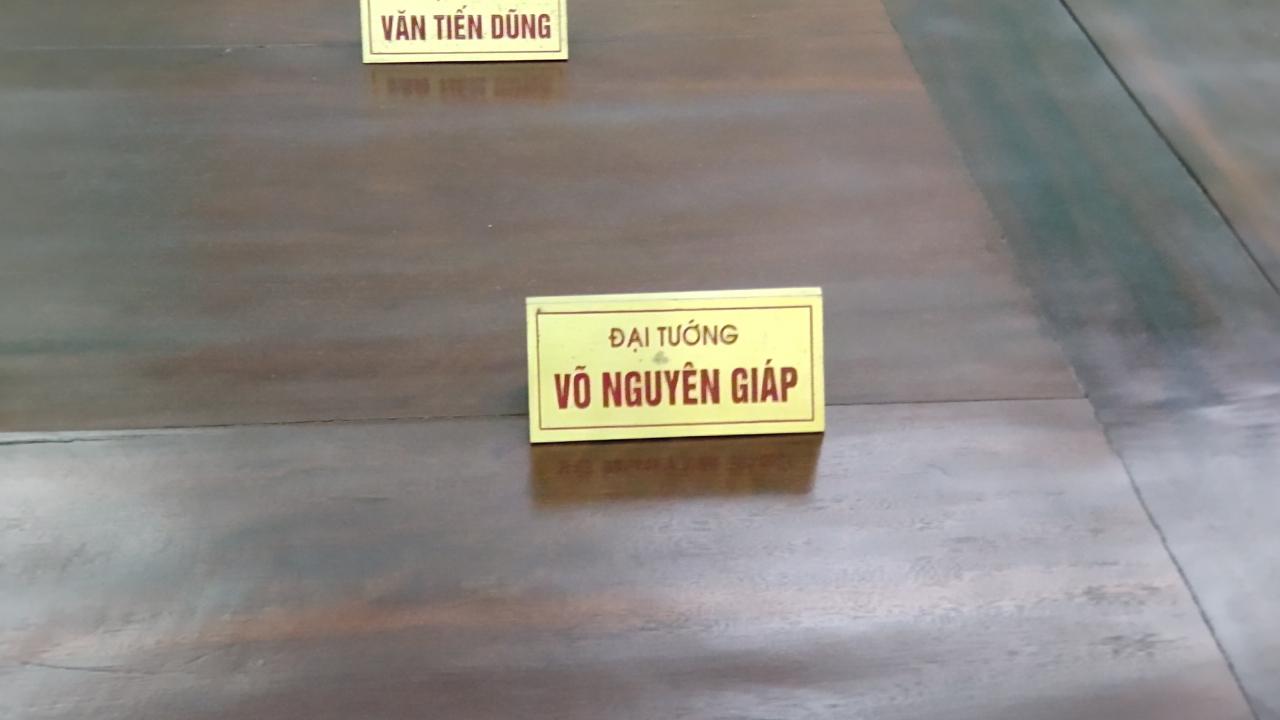 VĂN TIẾN DŨNG
ĐẠI TƯỚNG
VÕ NGUYÊN GIÁP